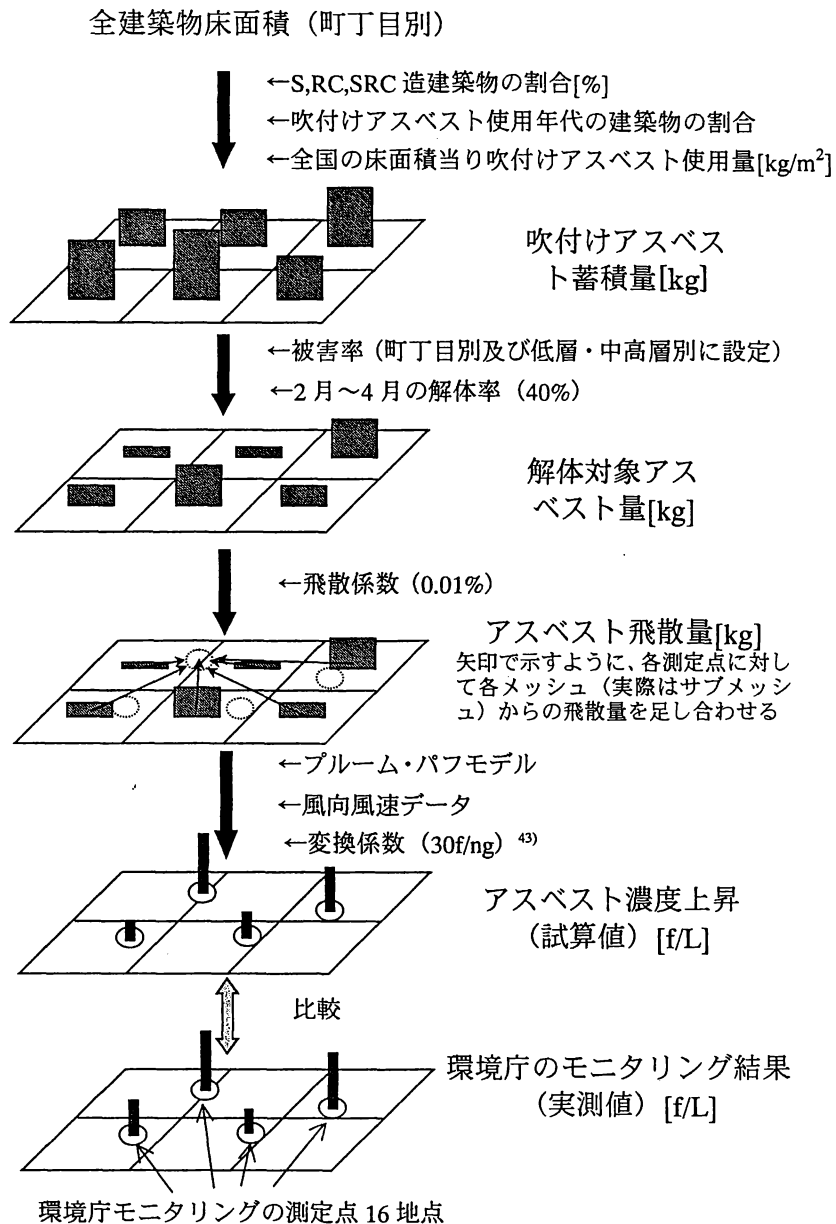 全建築物床面積（町丁目別）
←S,RC,SRC 造建築物の割合[%]
←吹付けアスベスト使用年代の建築物の割合
←全国の床面積当り吹付けアスベスト使用量[kg/m²]
吹付けアスベス
ト蓄積量[kg]
←被害率（町丁目別及び低層・中高層別に設定）
←2 月～4 月の解体率（40%）
解体対象アス
ベスト量[kg]
←飛散係数（0.01%）
アスベスト飛散量[kg]
矢印で示すように、各測定点に対し
て各メッシュ（実際はサブメッシ
ュ）からの飛散量を足し合わせる
←プルーム・パフモデル
←風向風速データ
←変換係数（30f/ng）⁴³⁾
アスベスト濃度上昇
（試算値）[f/L]
比較
環境庁のモニタリング結果
（実測値）[f/L]
環境庁モニタリングの測定点 16 地点